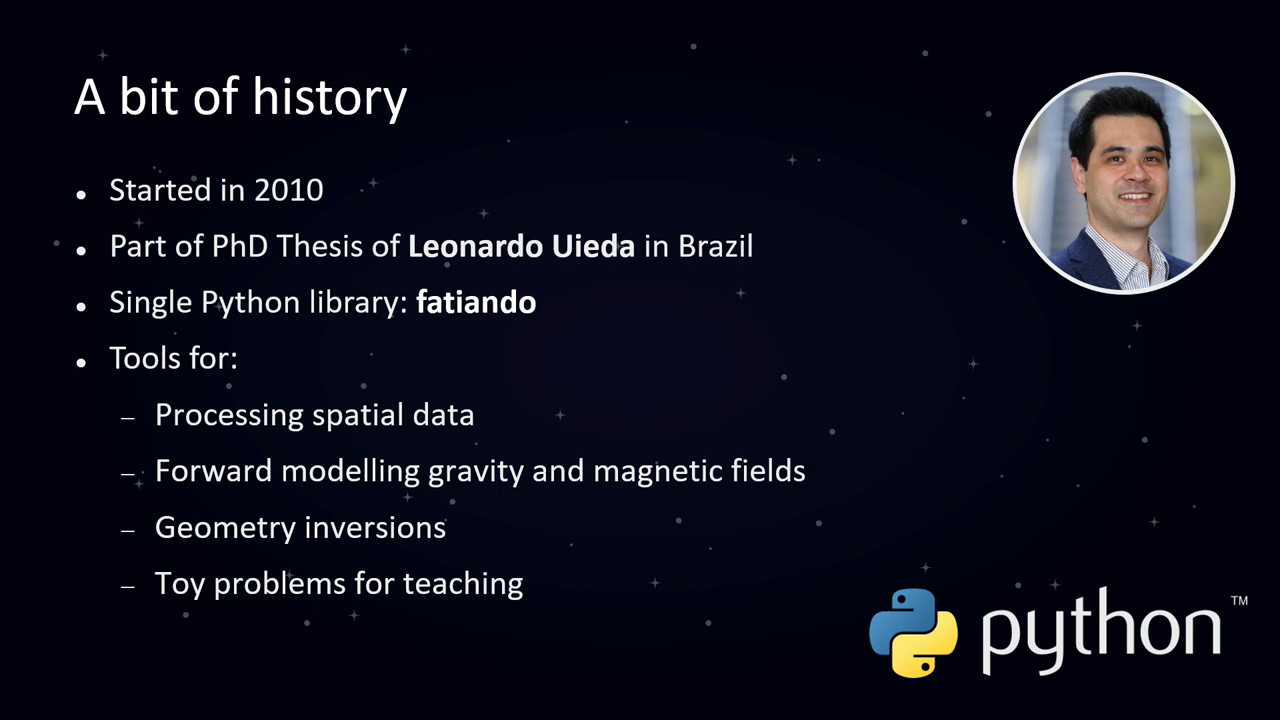 A bit of history
• Started in 2010
• Part of PhD Thesis of Leonardo Uieda in Brazil
• Single Python library: fatiando
• Tools for:
– Processing spatial data
– Forward modelling gravity and magnetic fields
– Geometry inversions
– Toy problems for teaching
python™